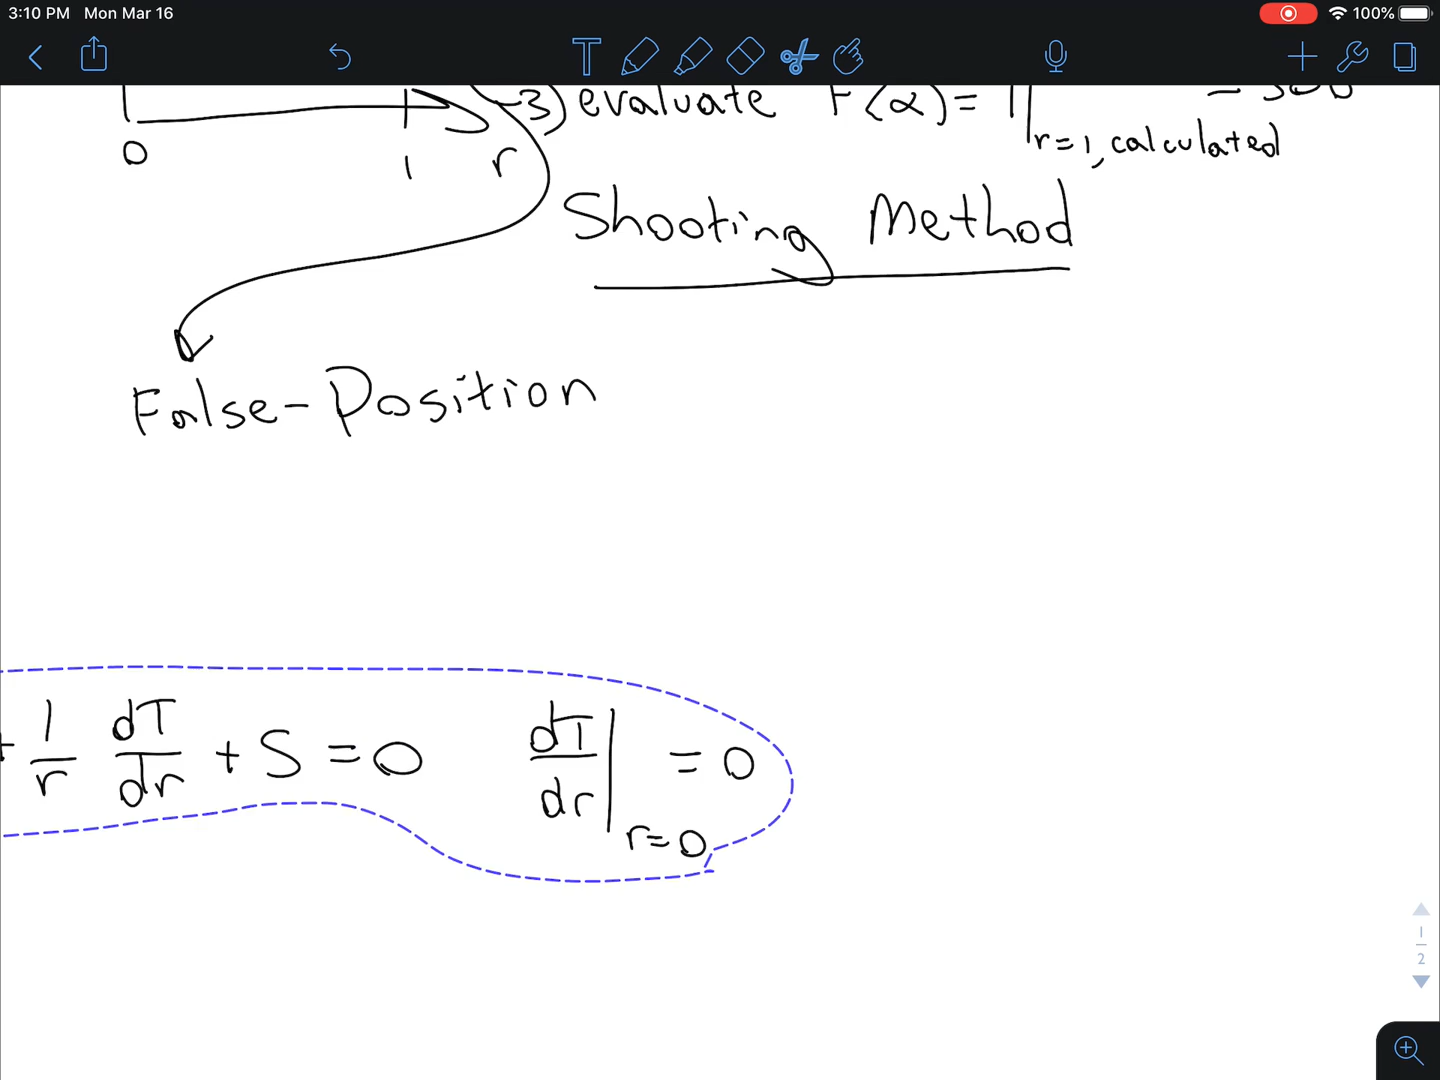 3:10 PM Mon Mar 16
100%
3) evaluate F(α) = T|r=1, calculated - 300
0 1 r
Shooting Method
False-Position
+ 1/r dT/dr + S = 0 dT/dr|r=0 = 0
1
2